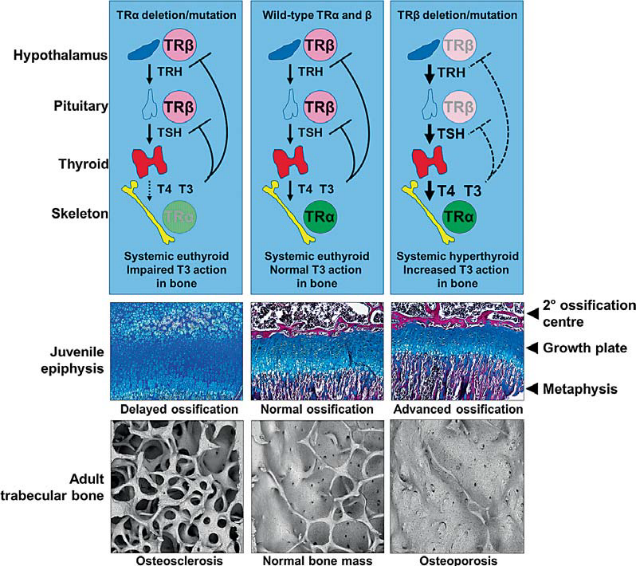 TRα deletion/mutation
Wild-type TRα and β
TRβ deletion/mutation
Hypothalamus
TRβ
TRβ
TRβ
TRH
TRH
TRH
Pituitary
TRβ
TRβ
TRβ
TSH
TSH
TSH
Thyroid
T4 T3
T4 T3
T4 T3
Skeleton
TRα
TRα
TRα
Systemic euthyroid
Impaired T3 action
in bone
Systemic euthyroid
Normal T3 action
in bone
Systemic hyperthyroid
Increased T3 action
in bone
Juvenile
epiphysis
2° ossification
centre
Growth plate
Metaphysis
Delayed ossification
Normal ossification
Advanced ossification
Adult
trabecular bone
Osteosclerosis
Normal bone mass
Osteoporosis